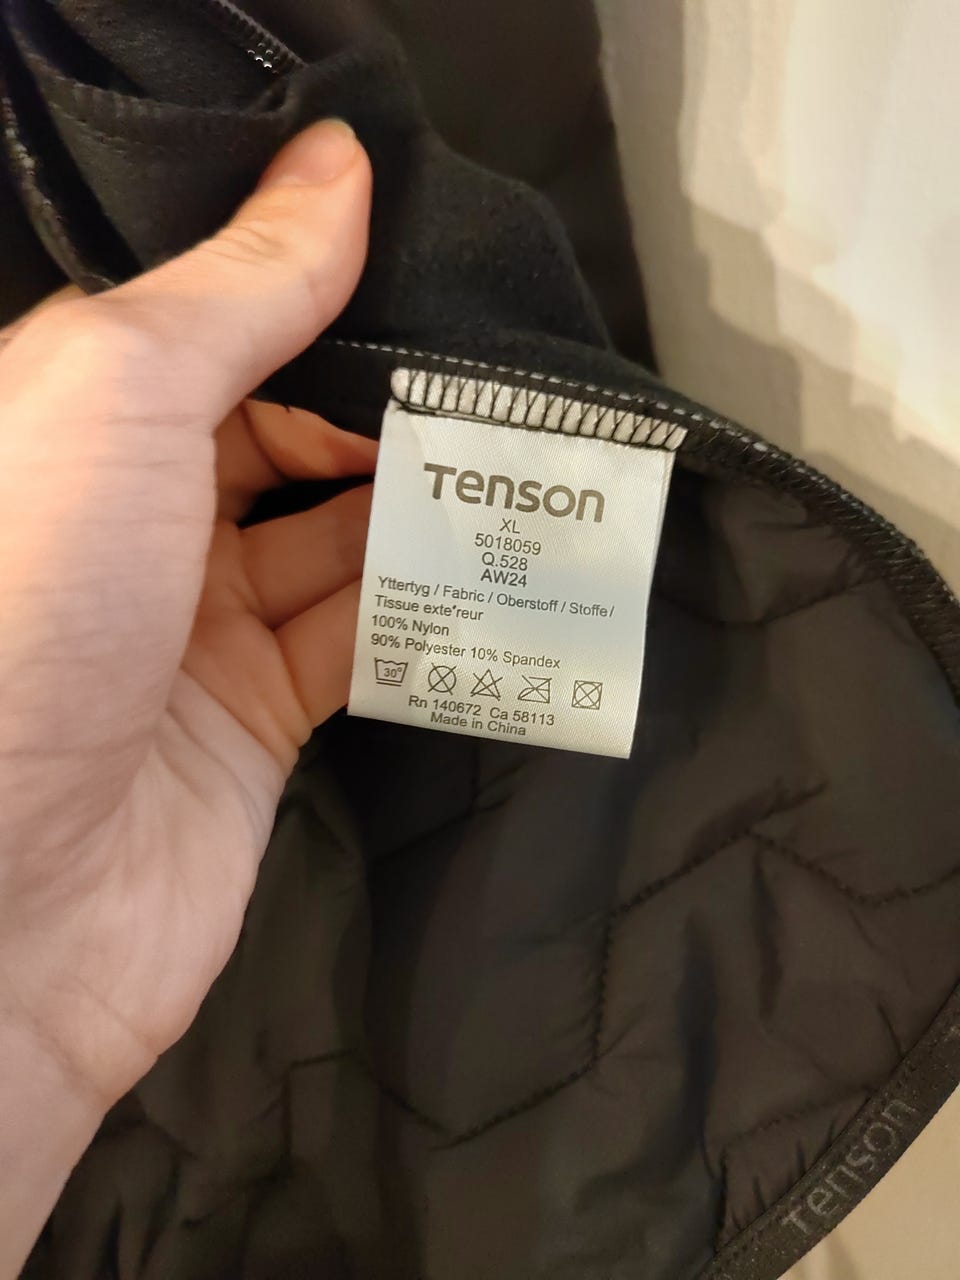 Tenson
XL
5018059
Q.528
AW24
Yttertyg / Fabric / Oberstoff / Stoffe/
Tissue exte´reur
100% Nylon
90% Polyester 10% Spandex
30°
Rn 140672 Ca 58113
Made in China
Tenson